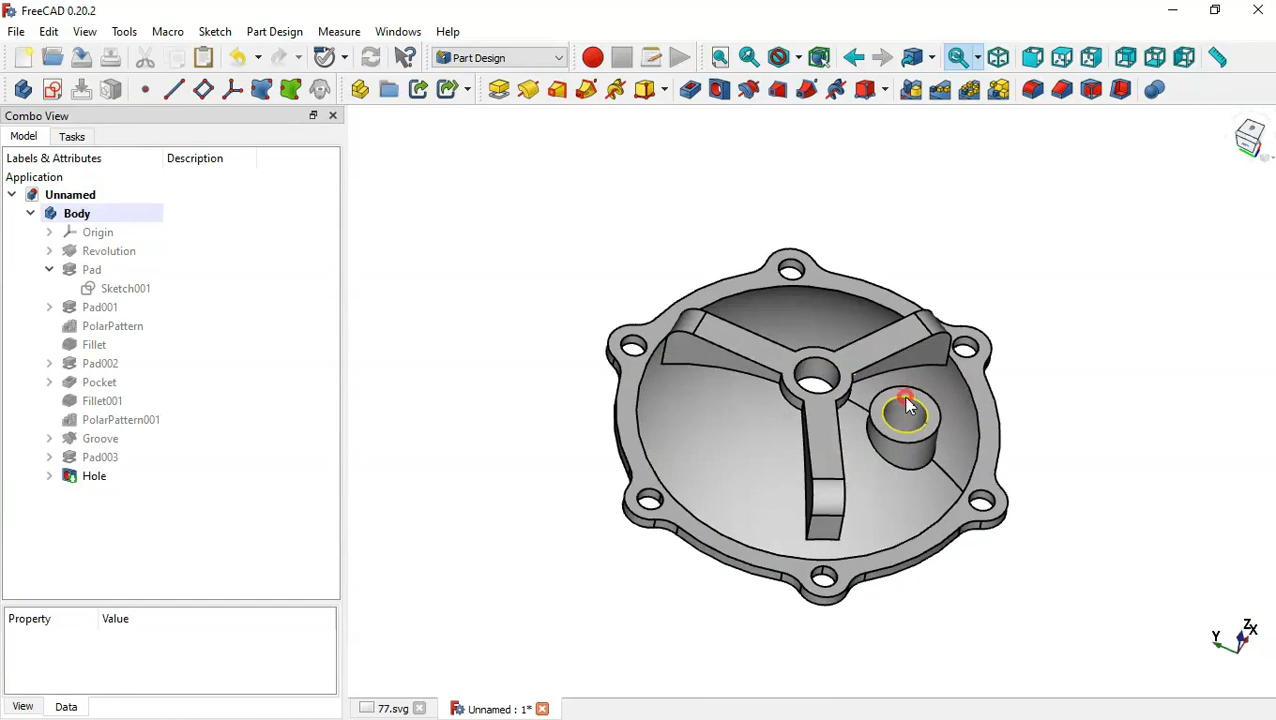 FreeCAD 0.20.2
File Edit View Tools Macro Sketch Part Design Measure Windows Help
Part Design
Combo View
Model Tasks
Labels & Attributes Description
Application
Unnamed
Body
Origin
Revolution
Pad
Sketch001
Pad001
PolarPattern
Fillet
Pad002
Pocket
Fillet001
PolarPattern001
Groove
Pad003
Hole
Property Value
Y Z X
View Data
77.svg Unnamed : 1*